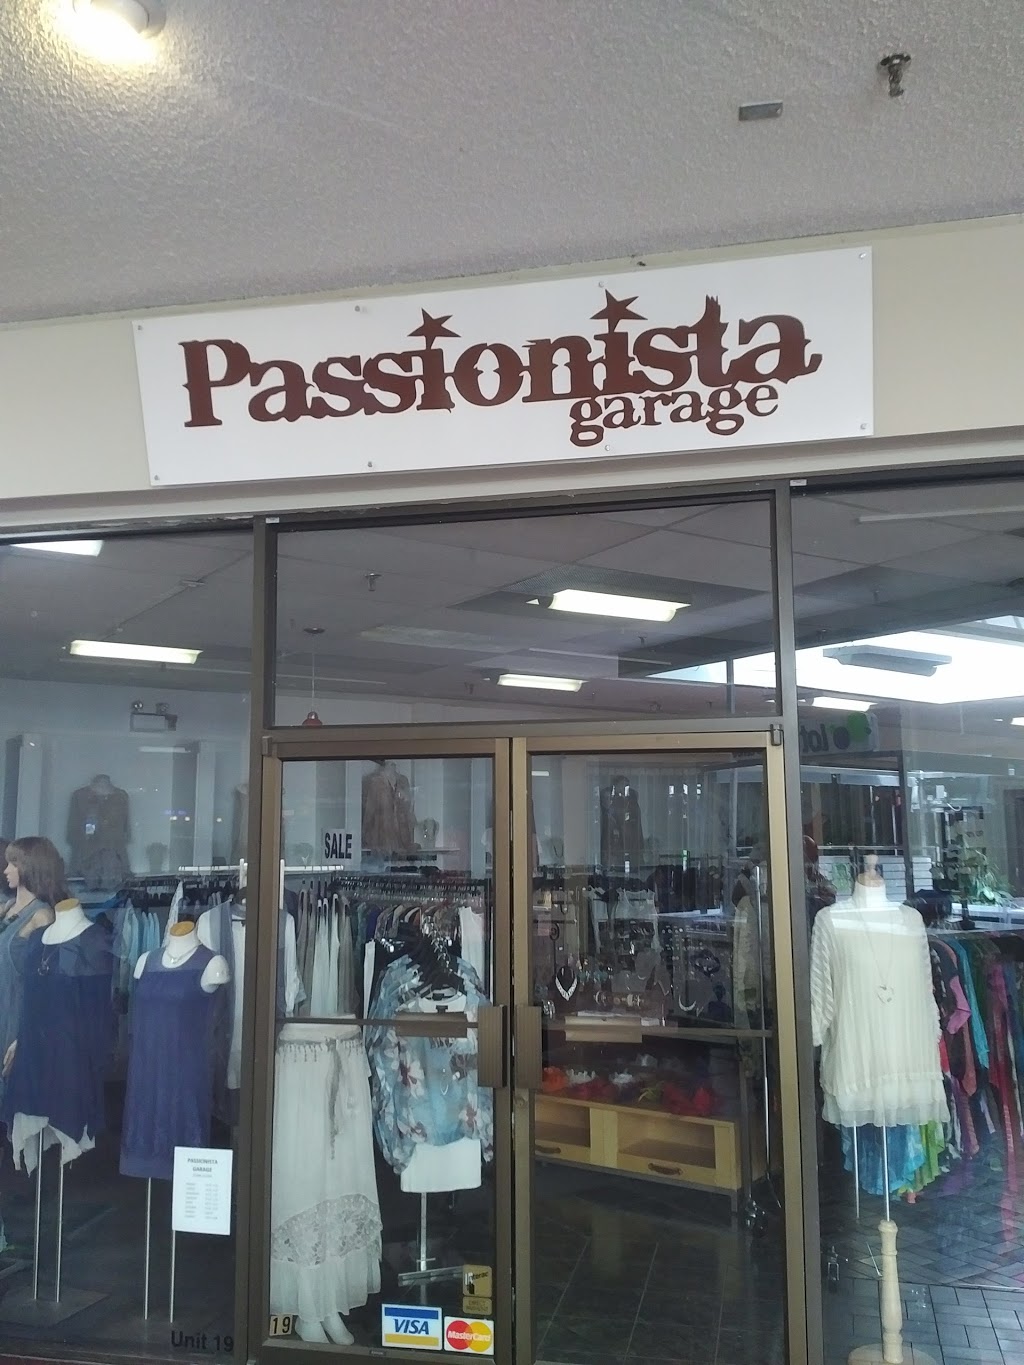 Passionista
garage
SALE
PASSIONISTA
GARAGE
19
Unit 19
VISA
MasterCard